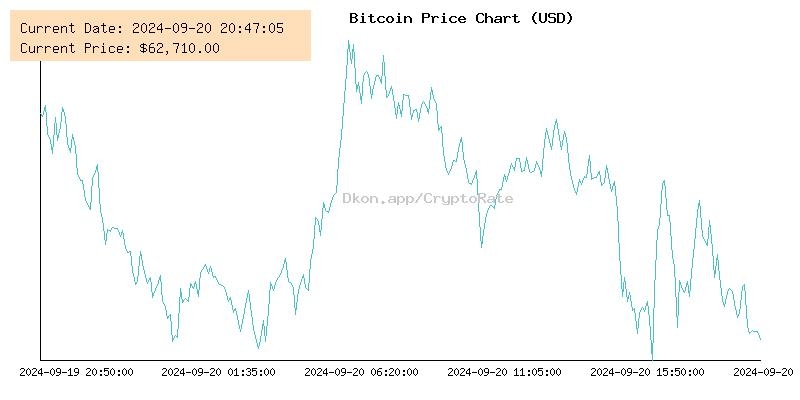 Bitcoin Price Chart (USD)
Current Date: 2024-09-20 20:47:05
Current Price: $62,710.00
Dkon.app/CryptoRate
2024-09-19 20:50:00 2024-09-20 01:35:00 2024-09-20 06:20:00 2024-09-20 11:05:00 2024-09-20 15:50:00 2024-09-20